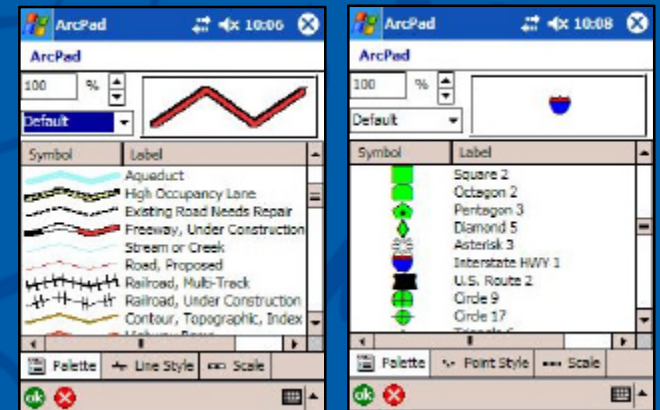 ArcPad 10:06
ArcPad
100 %
Default
Symbol Label
Aqueduct
High Occupancy Lane
Existing Road Needs Repair
Freeway, Under Construction
Stream or Creek
Road, Proposed
Railroad, Multi-Track
Railroad, Under Construction
Contour, Topographic, Index
Palette Line Style Scale
ok
ArcPad 10:08
ArcPad
100 %
Default
Symbol Label
Square 2
Octagon 2
Pentagon 3
Diamond 5
Asterisk 3
Interstate HWY 1
U.S. Route 2
Circle 9
Circle 17
Palette Point Style Scale
ok